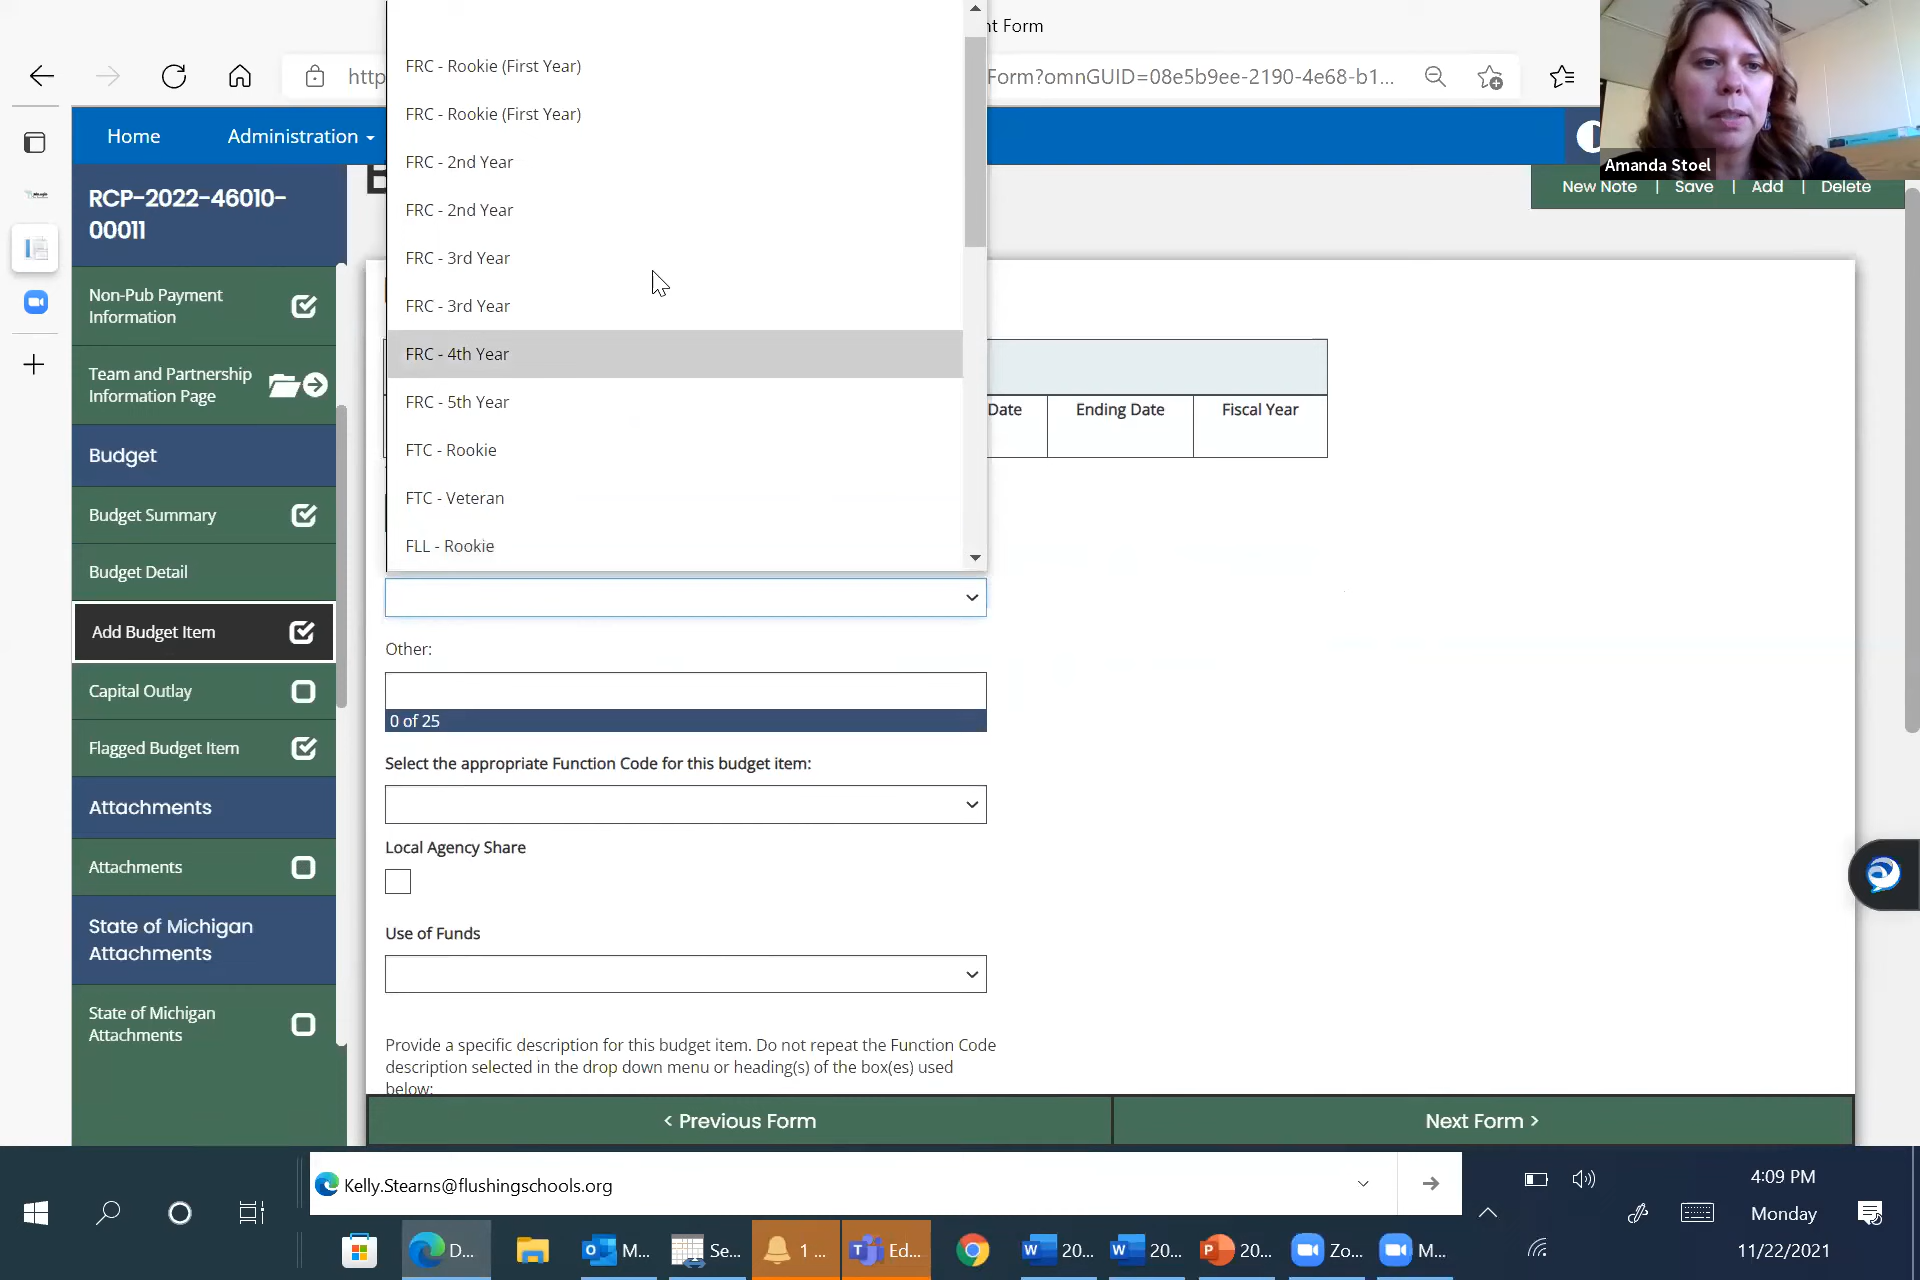 nt Form
http
Form?omnGUID=08e5b9ee-2190-4e68-b1...
Home
Administration
Amanda Stoel
New Note | Save | Add | Delete
RCP-2022-46010-
00011
Non-Pub Payment
Information
Team and Partnership
Information Page
Budget
Budget Summary
Budget Detail
Add Budget Item
Capital Outlay
Flagged Budget Item
Attachments
Attachments
State of Michigan
Attachments
State of Michigan
Attachments
FRC - Rookie (First Year)
FRC - Rookie (First Year)
FRC - 2nd Year
FRC - 2nd Year
FRC - 3rd Year
FRC - 3rd Year
FRC - 4th Year
FRC - 5th Year
FTC - Rookie
FTC - Veteran
FLL - Rookie
Date
Ending Date
Fiscal Year
Other:
0 of 25
Select the appropriate Function Code for this budget item:
Local Agency Share
Use of Funds
Provide a specific description for this budget item. Do not repeat the Function Code
description selected in the drop down menu or heading(s) of the box(es) used
below:
< Previous Form
Next Form >
Kelly.Stearns@flushingschools.org
4:09 PM
Monday
11/22/2021
D...
M...
Se...
1 ...
Ed...
20...
20...
20...
Zo...
M...